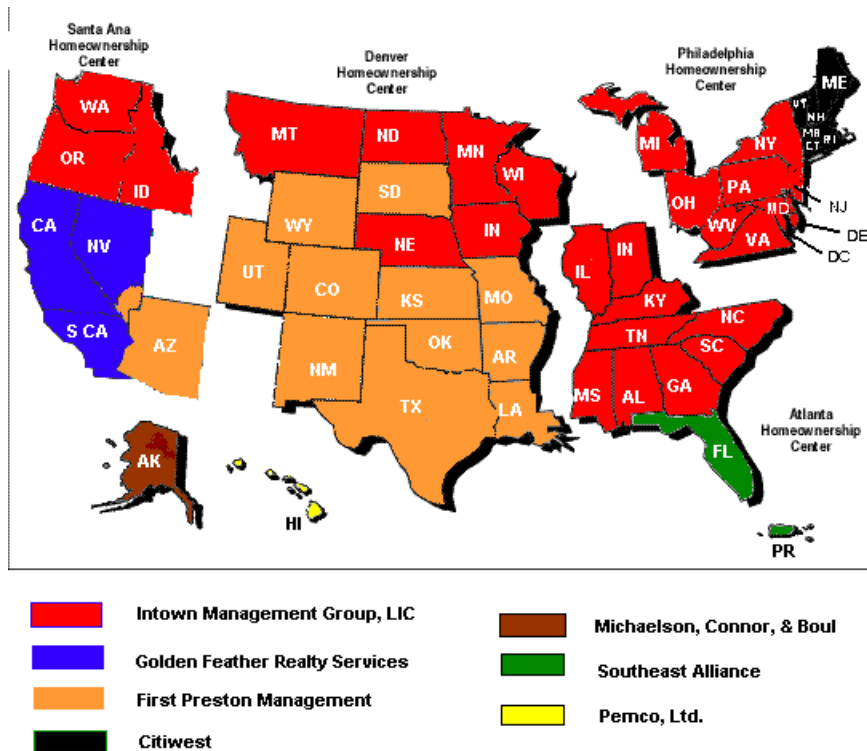 Santa Ana
Homeownership
Center
Denver
Homeownership
Center
Philadelphia
Homeownership
Center
WA
OR
ID
CA
NV
S CA
AZ
MT
ND
MN
WI
SD
WY
NE
IN
UT
CO
KS
MO
NM
OK
AR
TX
LA
MI
NY
ME
VT
NH
MB
CT
RI
OH
PA
NJ
MD
DE
WV
VA
DC
IL
IN
KY
TN
NC
SC
MS
AL
GA
FL
Atlanta
Homeownership
Center
AK
HI
PR
Intown Management Group, LIC
Golden Feather Realty Services
First Preston Management
Citiwest
Michaelson, Connor, & Boul
Southeast Alliance
Pemco, Ltd.